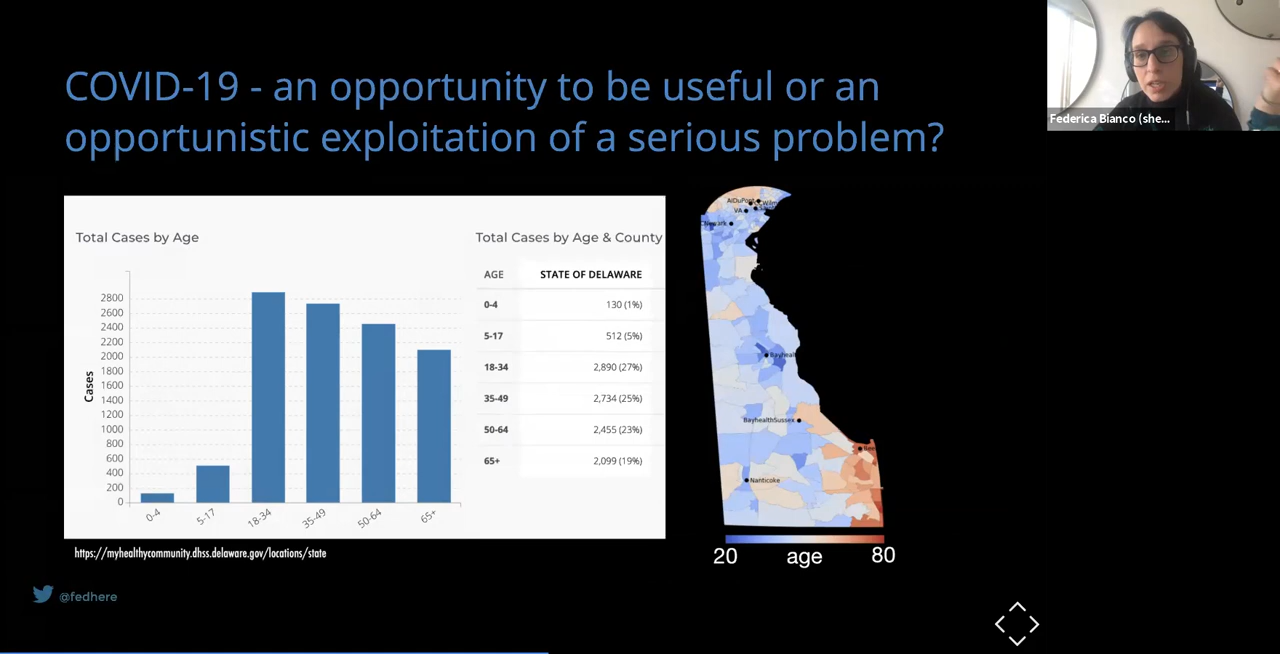 COVID-19 - an opportunity to be useful or an
opportunistic exploitation of a serious problem?
Federica Bianco (she...
Total Cases by Age
Cases
2800
2600
2400
2200
2000
1800
1600
1400
1200
1000
800
600
400
200
0
0-4
5-17
18-34
35-49
50-64
65+
Total Cases by Age & County
AGE STATE OF DELAWARE
0-4 130 (1%)
5-17 512 (5%)
18-34 2,890 (27%)
35-49 2,734 (25%)
50-64 2,455 (23%)
65+ 2,099 (19%)
AIDuPont
VA
Bayhealt
BayhealthSussex
Nanticoke
20 age 80
https://myhealthycommunity.dhss.delaware.gov/locations/state
@fedhere